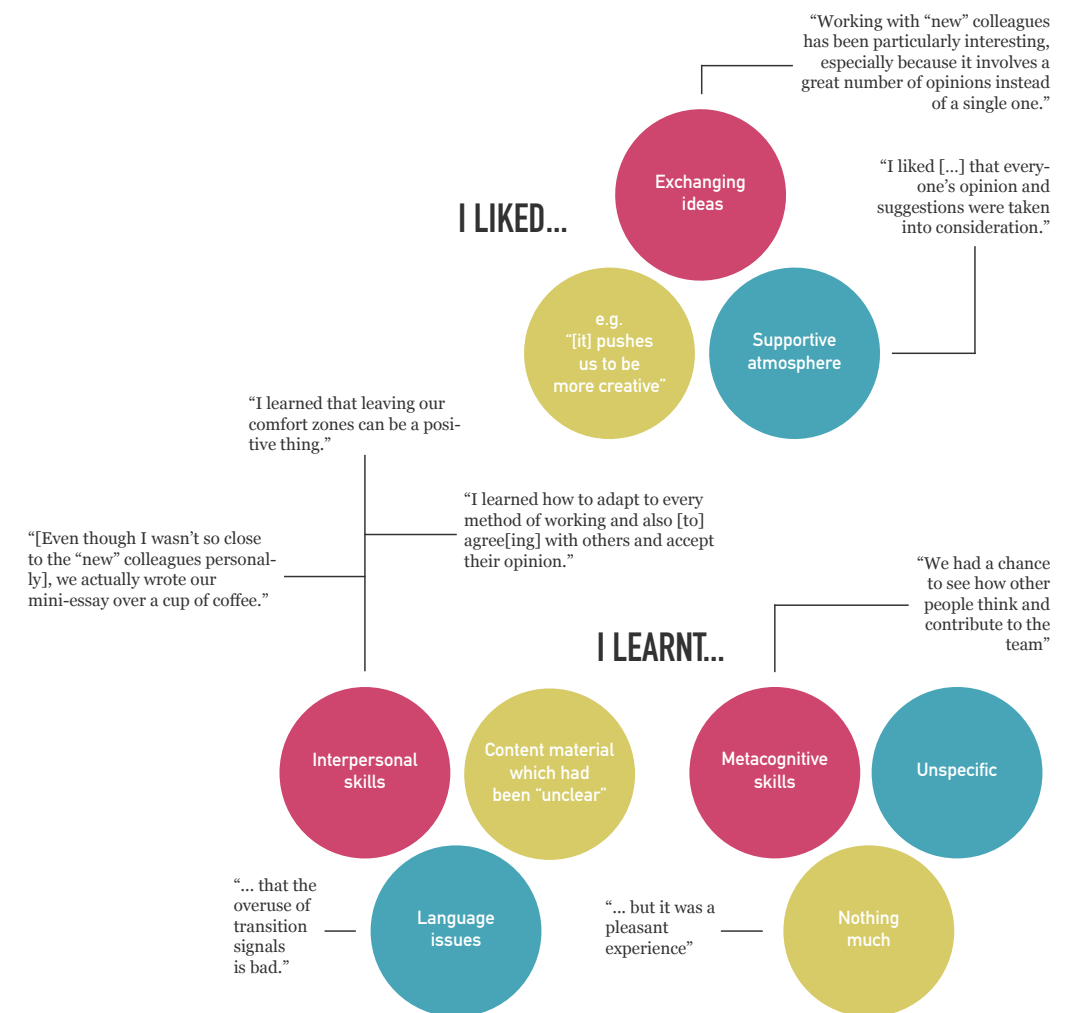 “Working with “new” colleagues
has been particularly interesting,
especially because it involves a
great number of opinions instead
of a single one.”
Exchanging
ideas
“I liked [...] that every-
one’s opinion and
suggestions were taken
into consideration.”
I LIKED...
e.g.
“[it] pushes
us to be
more creative”
Supportive
atmosphere
“I learned that leaving our
comfort zones can be a posi-
tive thing.”
“I learned how to adapt to every
method of working and also [to]
agree[ing] with others and accept
their opinion.”
“[Even though I wasn’t so close
to the “new” colleagues personal-
ly], we actually wrote our
mini-essay over a cup of coffee.”
“We had a chance
to see how other
people think and
contribute to the
team”
I LEARNT...
Interpersonal
skills
Content material
which had
been “unclear”
Metacognitive
skills
Unspecific
“... that the
overuse of
transition
signals
is bad.”
Language
issues
“... but it was a
pleasant
experience”
Nothing
much